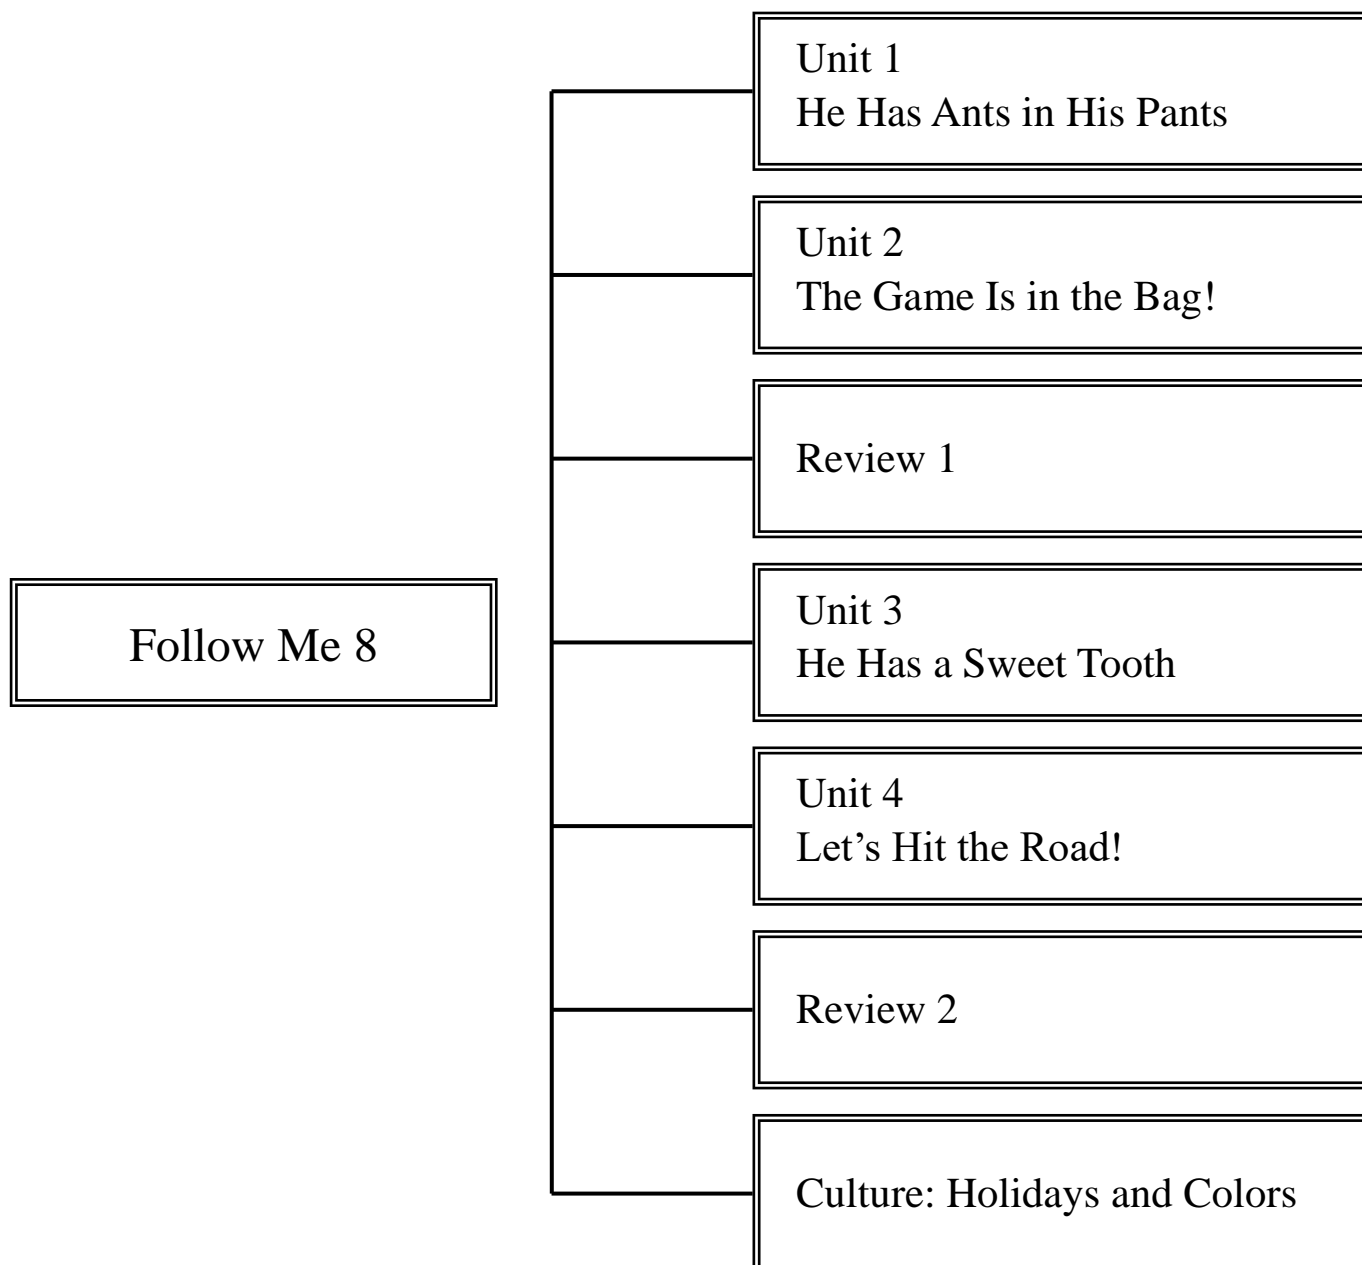 Unit 1
He Has Ants in His Pants
Unit 2
The Game Is in the Bag!
Review 1
Follow Me 8
Unit 3
He Has a Sweet Tooth
Unit 4
Let’s Hit the Road!
Review 2
Culture: Holidays and Colors